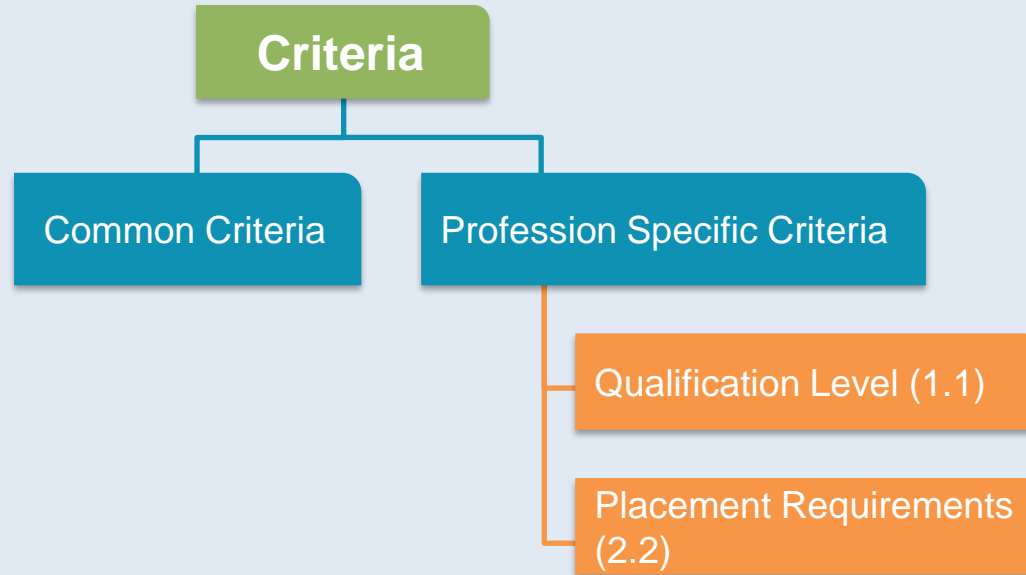 Criteria
Common Criteria
Profession Specific Criteria
Qualification Level (1.1)
Placement Requirements
(2.2)